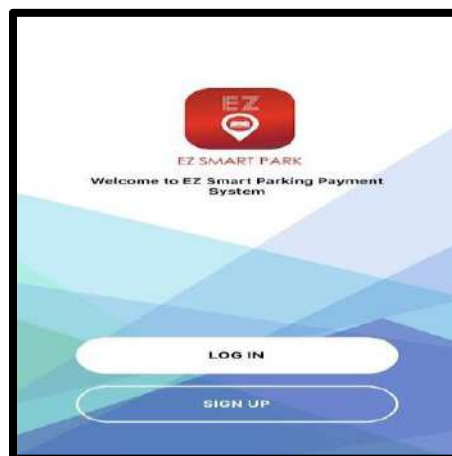 EZ
EZ SMART PARK
Welcome to EZ Smart Parking Payment
System
LOG IN
SIGN UP